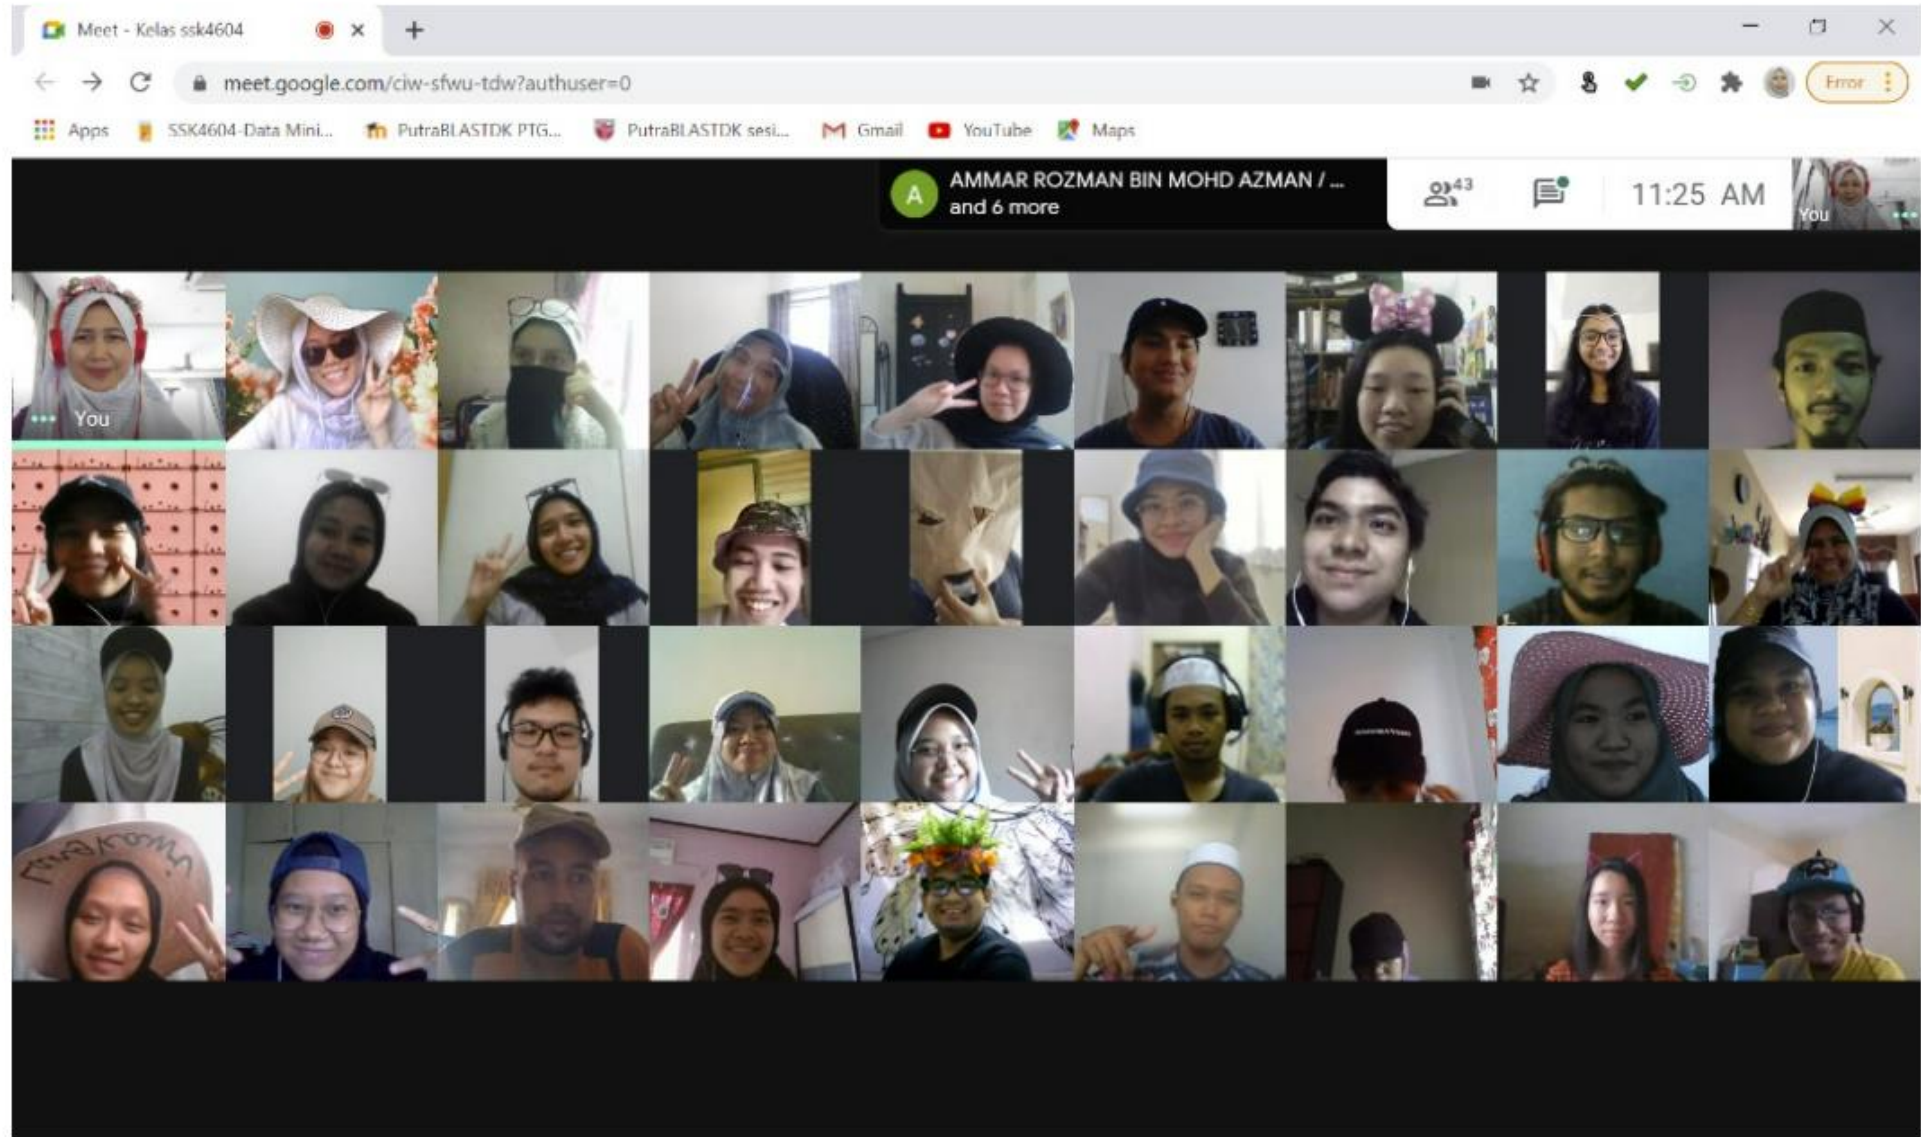 Meet - Kelas ssk4604
meet.google.com/ciw-sfwu-tdw?authuser=0
Error
Apps
SSK4604-Data Mini...
PutraBLASTDK PTG...
PutraBLASTDK sesi...
Gmail
YouTube
Maps
A
AMMAR ROZMAN BIN MOHD AZMAN / ...
and 6 more
43
11:25 AM
You
You